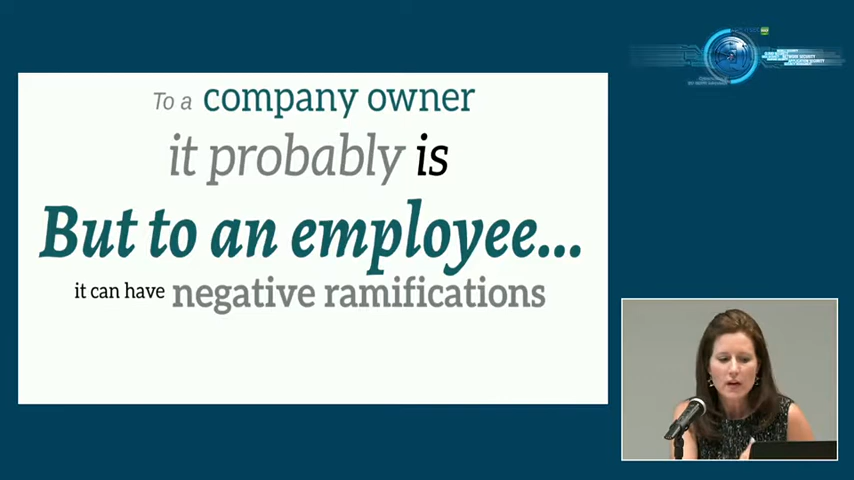 To a company owner
it probably is
But to an employee...
it can have negative ramifications